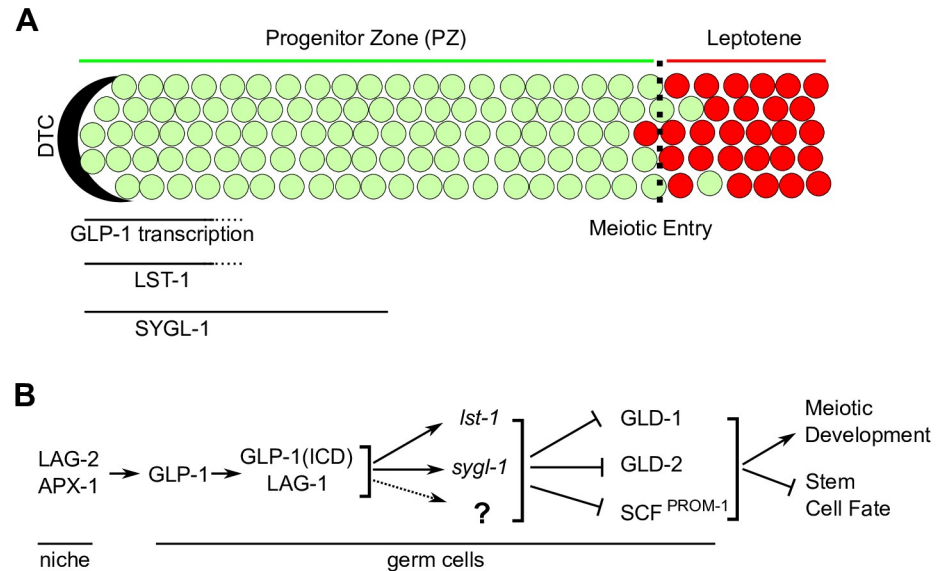 A
Progenitor Zone (PZ)
Leptotene
DTC
Meiotic Entry
GLP-1 transcription
LST-1
SYGL-1
B
LAG-2
APX-1
GLP-1
GLP-1(ICD)
LAG-1
lst-1
sygl-1
?
GLD-1
GLD-2
SCF PROM-1
Meiotic
Development
Stem
Cell Fate
niche
germ cells